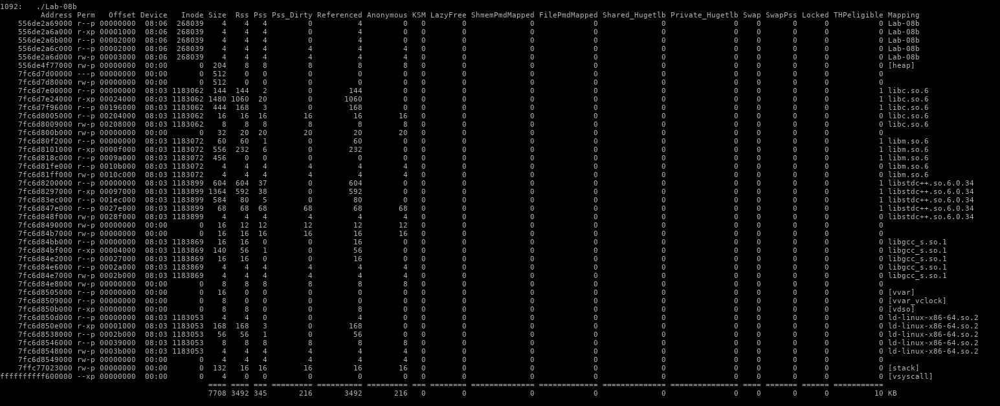 1092:   ./Lab-08b
         Address Perm   Offset Device   Inode Size  Rss Pss Pss_Dirty Referenced Anonymous KSM LazyFree ShmemPmdMapped FilePmdMapped Shared_Hugetlb Private_Hugetlb Swap SwapPss Locked THPeligible Mapping
    556de2a69000 r--p 00000000  08:06  268039    4    4   4         0          4         0   0        0              0             0              0               0    0       0      0           0 Lab-08b
    556de2a6a000 r-xp 00001000  08:06  268039    4    4   4         0          4         0   0        0              0             0              0               0    0       0      0           0 Lab-08b
    556de2a6b000 r--p 00002000  08:06  268039    4    4   4         0          4         0   0        0              0             0              0               0    0       0      0           0 Lab-08b
    556de2a6c000 r--p 00002000  08:06  268039    4    4   4         4          4         4   0        0              0             0              0               0    0       0      0           0 Lab-08b
    556de2a6d000 rw-p 00003000  08:06  268039    4    4   4         4          4         4   0        0              0             0              0               0    0       0      0           0 Lab-08b
    556de4f77000 rw-p 00000000  00:00       0  204    8   8         8          8         8   0        0              0             0              0               0    0       0      0           0 [heap]
    7fc6d7d00000 ---p 00000000  00:00       0  512    0   0         0          0         0   0        0              0             0              0               0    0       0      0           0
    7fc6d7d80000 rw-p 00000000  00:00       0  512    0   0         0          0         0   0        0              0             0              0               0    0       0      0           0
    7fc6d7e00000 r--p 00000000  08:03 1183062  144  144   2         0        144         0   0        0              0             0              0               0    0       0      0           1 libc.so.6
    7fc6d7e24000 r-xp 00024000  08:03 1183062 1480 1060  20         0       1060         0   0        0              0             0              0               0    0       0      0           1 libc.so.6
    7fc6d7f96000 r--p 00196000  08:03 1183062  444  168   3         0        168         0   0        0              0             0              0               0    0       0      0           1 libc.so.6
    7fc6d8005000 r--p 00204000  08:03 1183062   16   16  16        16         16        16   0        0              0             0              0               0    0       0      0           0 libc.so.6
    7fc6d8009000 rw-p 00208000  08:03 1183062    8    8   8         8          8         8   0        0              0             0              0               0    0       0      0           0 libc.so.6
    7fc6d800b000 rw-p 00000000  00:00       0   32   20  20        20         20        20   0        0              0             0              0               0    0       0      0           0
    7fc6d80f2000 r--p 00000000  08:03 1183072   60   60   1         0         60         0   0        0              0             0              0               0    0       0      0           1 libm.so.6
    7fc6d8101000 r-xp 0000f000  08:03 1183072  556  232   6         0        232         0   0        0              0             0              0               0    0       0      0           1 libm.so.6
    7fc6d818c000 r--p 0009a000  08:03 1183072  456    0   0         0          0         0   0        0              0             0              0               0    0       0      0           1 libm.so.6
    7fc6d81fe000 r--p 0010b000  08:03 1183072    4    4   4         4          4         4   0        0              0             0              0               0    0       0      0           0 libm.so.6
    7fc6d81ff000 rw-p 0010c000  08:03 1183072    4    4   4         4          4         4   0        0              0             0              0               0    0       0      0           0 libm.so.6
    7fc6d8200000 r--p 00000000  08:03 1183899  604  604  37         0        604         0   0        0              0             0              0               0    0       0      0           1 libstdc++.so.6.0.34
    7fc6d8297000 r-xp 00097000  08:03 1183899 1364  592  38         0        592         0   0        0              0             0              0               0    0       0      0           1 libstdc++.so.6.0.34
    7fc6d83ec000 r--p 001ec000  08:03 1183899  584   80   5         0         80         0   0        0              0             0              0               0    0       0      0           1 libstdc++.so.6.0.34
    7fc6d847e000 r--p 0027e000  08:03 1183899   68   68  68        68         68        68   0        0              0             0              0               0    0       0      0           1 libstdc++.so.6.0.34
    7fc6d848f000 rw-p 0028f000  08:03 1183899    4    4   4         4          4         4   0        0              0             0              0               0    0       0      0           0 libstdc++.so.6.0.34
    7fc6d8490000 rw-p 00000000  00:00       0   16   12  12        12         12        12   0        0              0             0              0               0    0       0      0           0
    7fc6d84b7000 rw-p 00000000  00:00       0   16   16  16        16         16        16   0        0              0             0              0               0    0       0      0           0
    7fc6d84bb000 r--p 00000000  08:03 1183869   16   16   0         0         16         0   0        0              0             0              0               0    0       0      0           0 libgcc_s.so.1
    7fc6d84bf000 r-xp 00004000  08:03 1183869  140   56   1         0         56         0   0        0              0             0              0               0    0       0      0           0 libgcc_s.so.1
    7fc6d84e2000 r--p 00027000  08:03 1183869   16   16   0         0         16         0   0        0              0             0              0               0    0       0      0           0 libgcc_s.so.1
    7fc6d84e6000 r--p 0002a000  08:03 1183869    4    4   4         4          4         4   0        0              0             0              0               0    0       0      0           0 libgcc_s.so.1
    7fc6d84e7000 rw-p 0002b000  08:03 1183869    4    4   4         4          4         4   0        0              0             0              0               0    0       0      0           0 libgcc_s.so.1
    7fc6d84e8000 rw-p 00000000  00:00       0    8    8   8         8          8         8   0        0              0             0              0               0    0       0      0           0
    7fc6d8505000 r--p 00000000  00:00       0   16    0   0         0          0         0   0        0              0             0              0               0    0       0      0           0 [vvar]
    7fc6d8509000 r--p 00000000  00:00       0    8    0   0         0          0         0   0        0              0             0              0               0    0       0      0           0 [vvar_vclock]
    7fc6d850b000 r-xp 00000000  00:00       0    8    8   0         0          8         0   0        0              0             0              0               0    0       0      0           0 [vdso]
    7fc6d850d000 r--p 00000000  08:03 1183053    4    4   0         0          4         0   0        0              0             0              0               0    0       0      0           0 ld-linux-x86-64.so.2
    7fc6d850e000 r-xp 00001000  08:03 1183053  168  168   3         0        168         0   0        0              0             0              0               0    0       0      0           0 ld-linux-x86-64.so.2
    7fc6d8538000 r--p 0002b000  08:03 1183053   56   56   1         0         56         0   0        0              0             0              0               0    0       0      0           0 ld-linux-x86-64.so.2
    7fc6d8546000 r--p 00039000  08:03 1183053    8    8   8         8          8         8   0        0              0             0              0               0    0       0      0           0 ld-linux-x86-64.so.2
    7fc6d8548000 rw-p 0003b000  08:03 1183053    4    4   4         4          4         4   0        0              0             0              0               0    0       0      0           0 ld-linux-x86-64.so.2
    7fc6d8549000 rw-p 00000000  00:00       0    4    4   4         4          4         4   0        0              0             0              0               0    0       0      0           0
    7ffc77023000 rw-p 00000000  00:00       0  132   16  16        16         16        16   0        0              0             0              0               0    0       0      0           0 [stack]
ffffffffff600000 --xp 00000000  00:00       0    4    0   0         0          0         0   0        0              0             0              0               0    0       0      0           0 [vsyscall]
                                              ==== ==== === ========= ========== ========= === ======== ============== ============= ============== =============== ==== ======= ====== ===========
                                              7708 3492 345       216       3492       216   0        0              0             0              0               0    0       0      0          10 KB